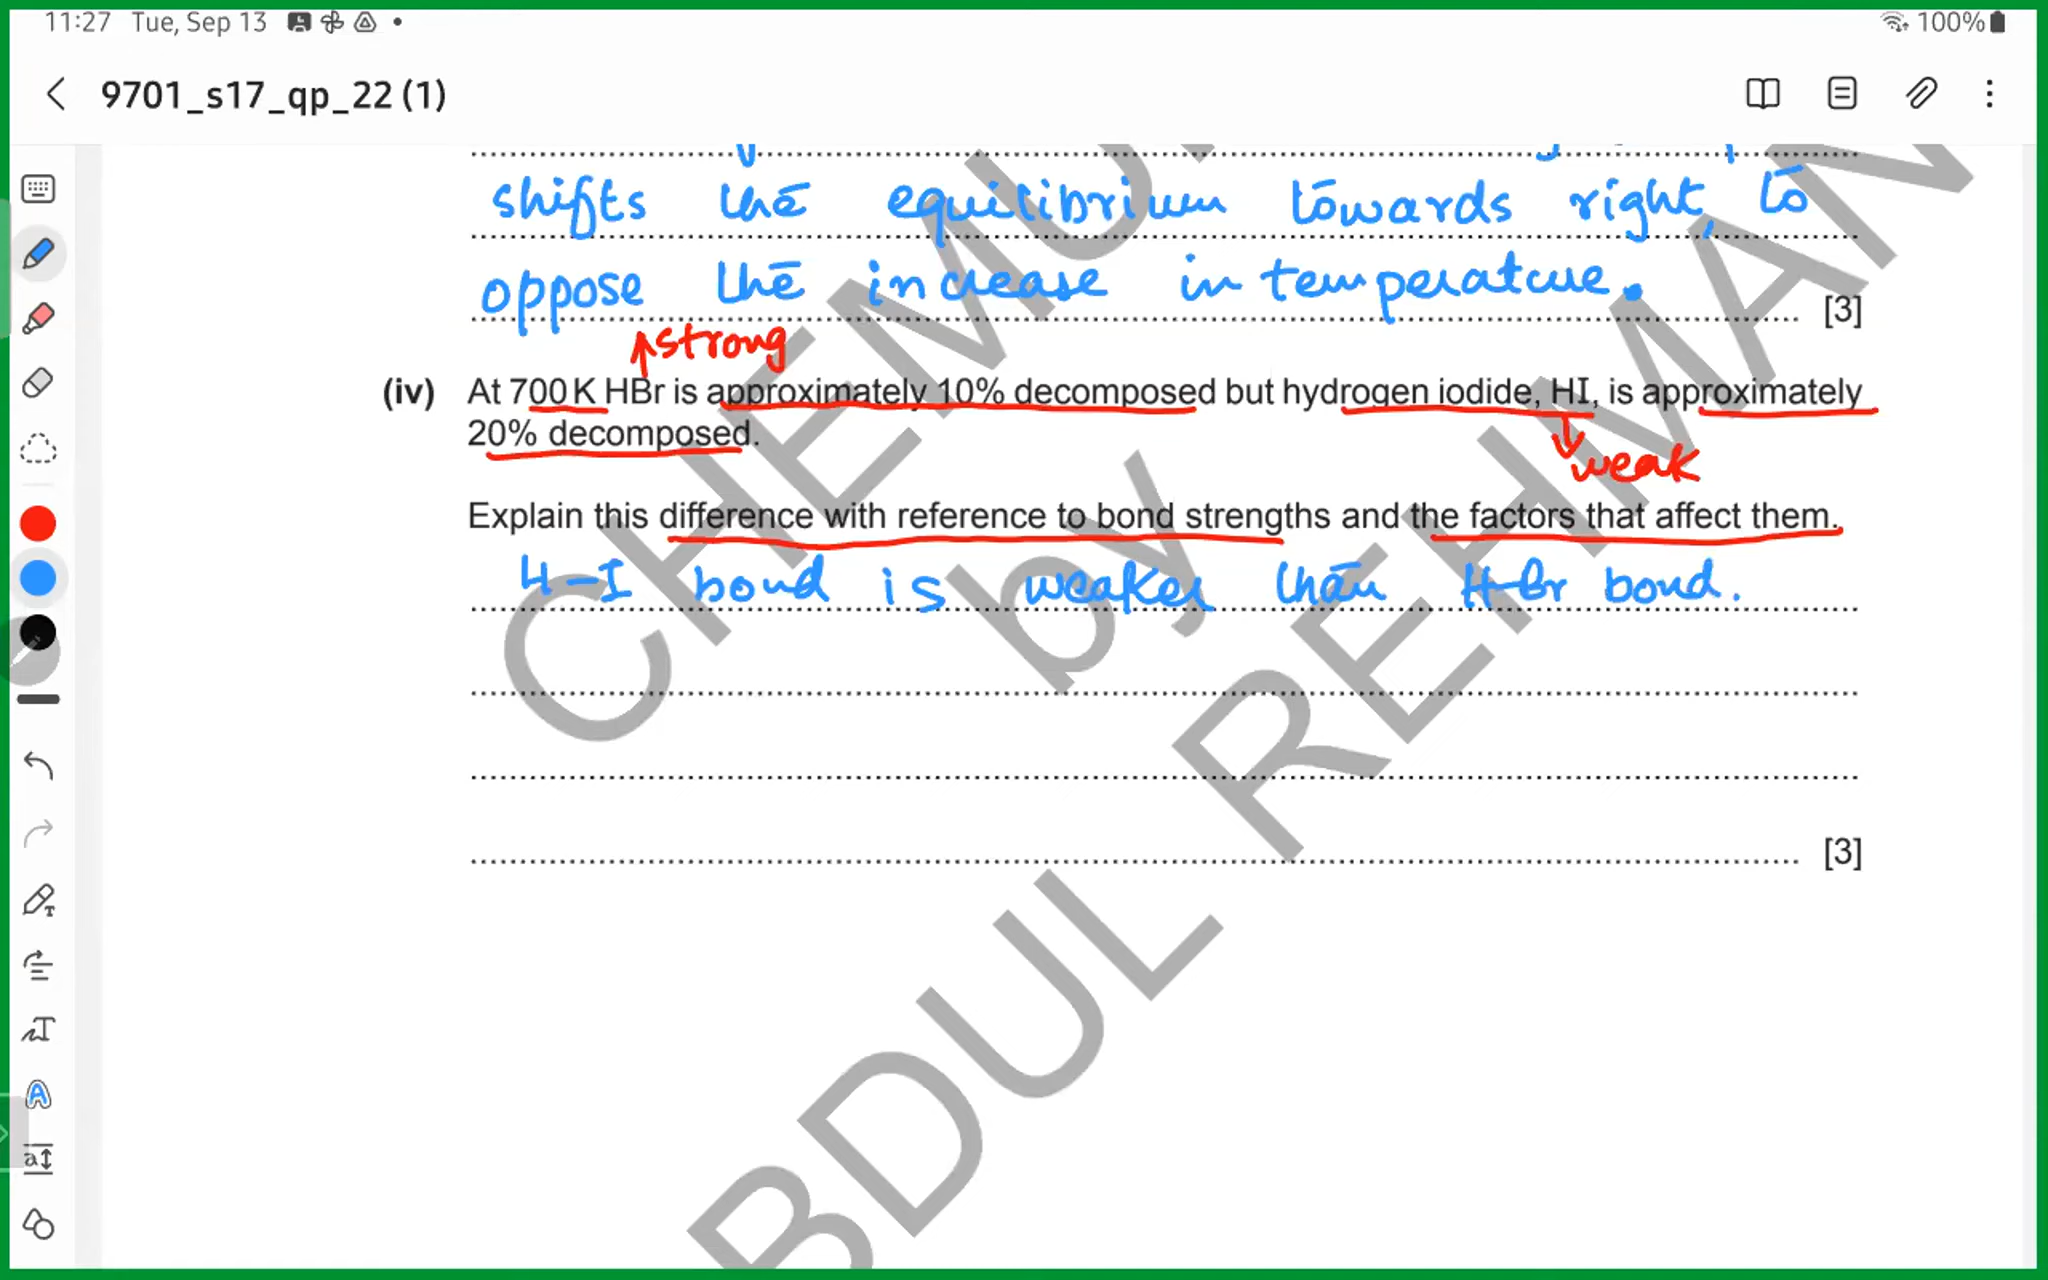 11:27 Tue, Sep 13
100%
9701_s17_qp_22 (1)
shifts the equilibrium towards right, to
oppose the increase in temperature.
[3]
strong
(iv) At 700 K HBr is approximately 10% decomposed but hydrogen iodide, HI, is approximately
20% decomposed.
weak
Explain this difference with reference to bond strengths and the factors that affect them.
H-I bond is weaker than H-Br bond.
[3]
CHEMU
by
BDUL REHMAN